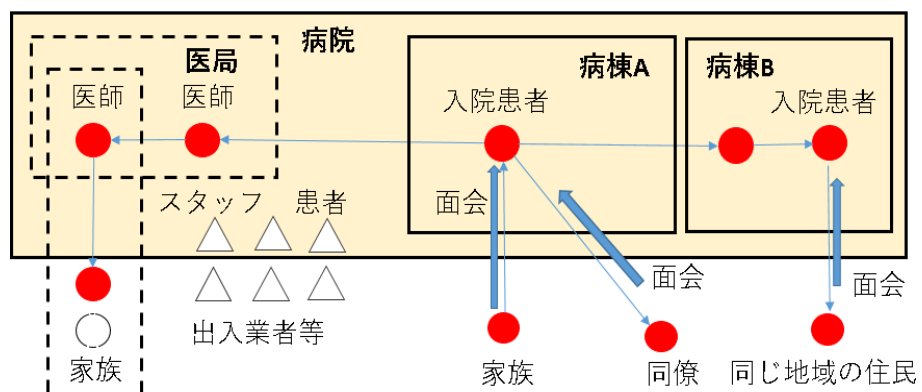 病院
医局
病棟A
病棟B
医師
医師
入院患者
入院患者
スタッフ
患者
面会
面会
面会
出入業者等
家族
家族
同僚
同じ地域の住民